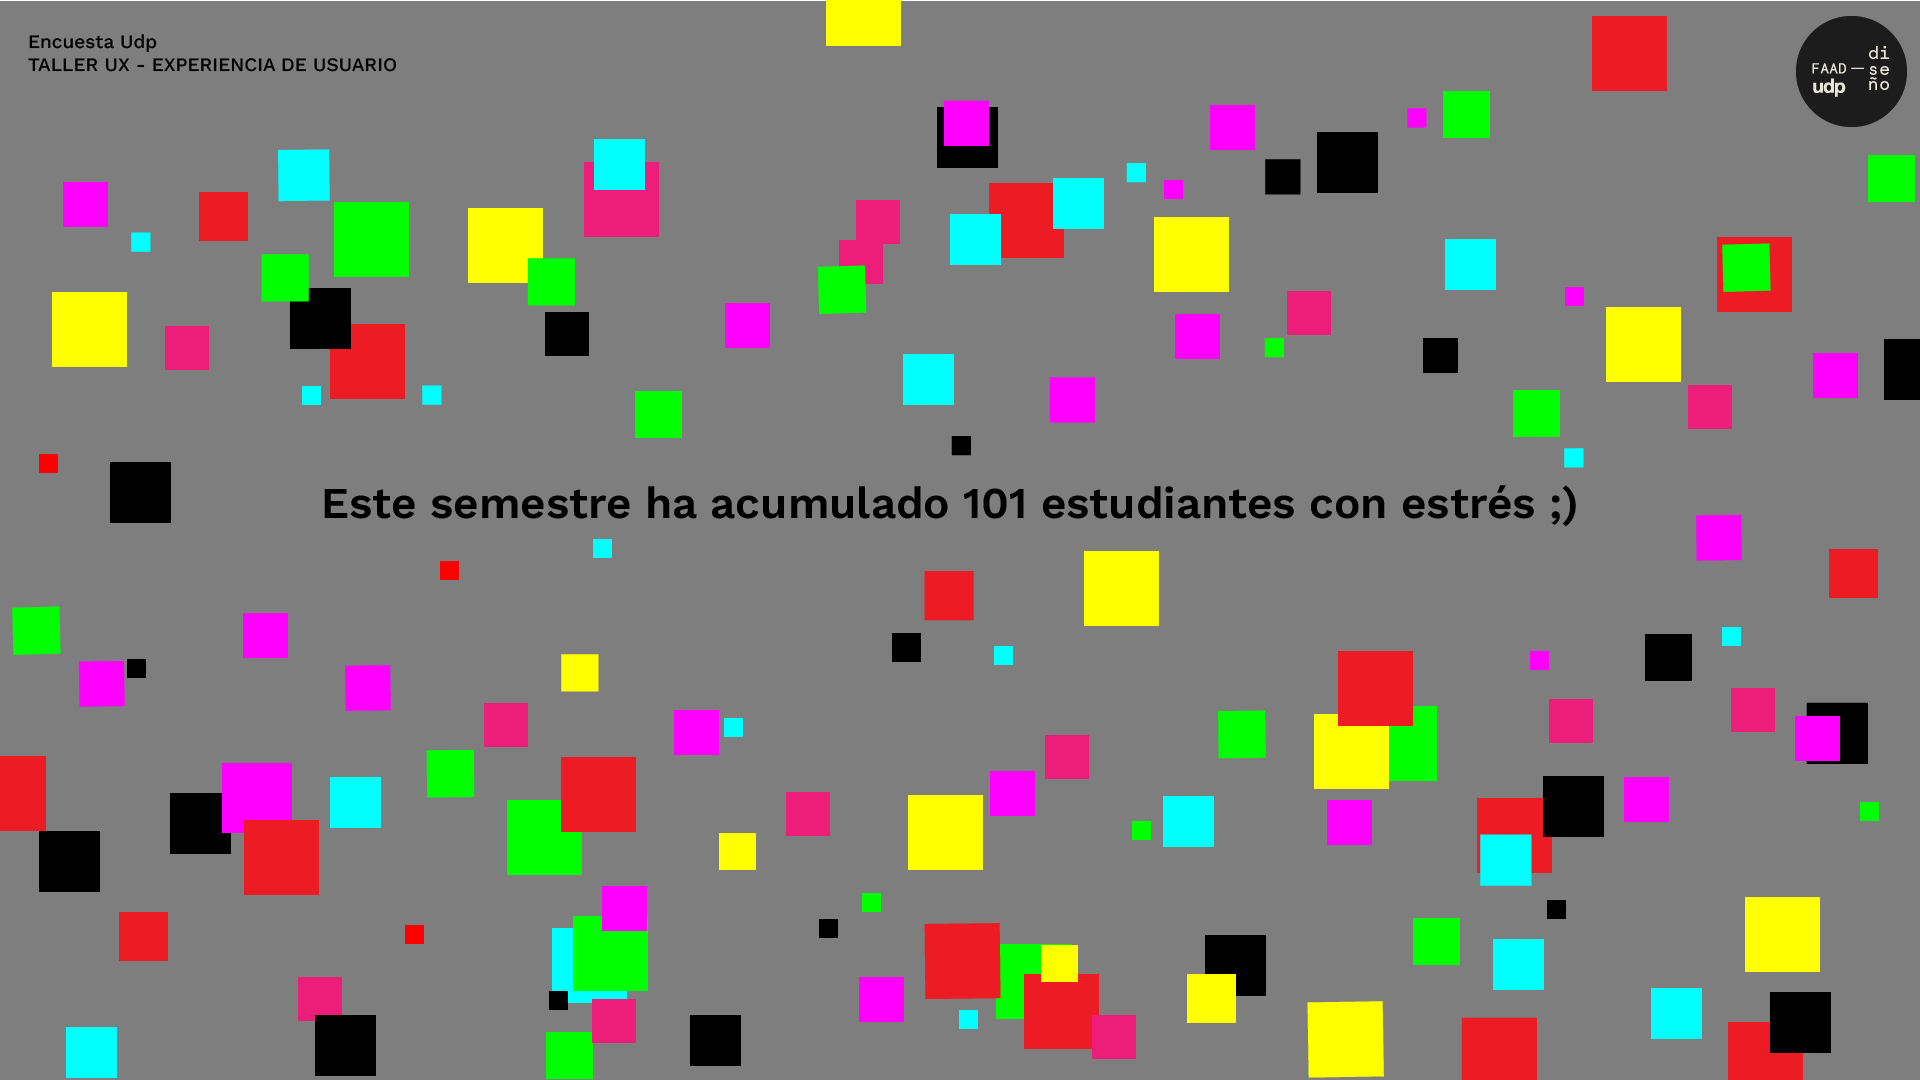 Encuesta Udp
TALLER UX - EXPERIENCIA DE USUARIO
FAAD — di
se
ño
udp
Este semestre ha acumulado 101 estudiantes con estrés ;)